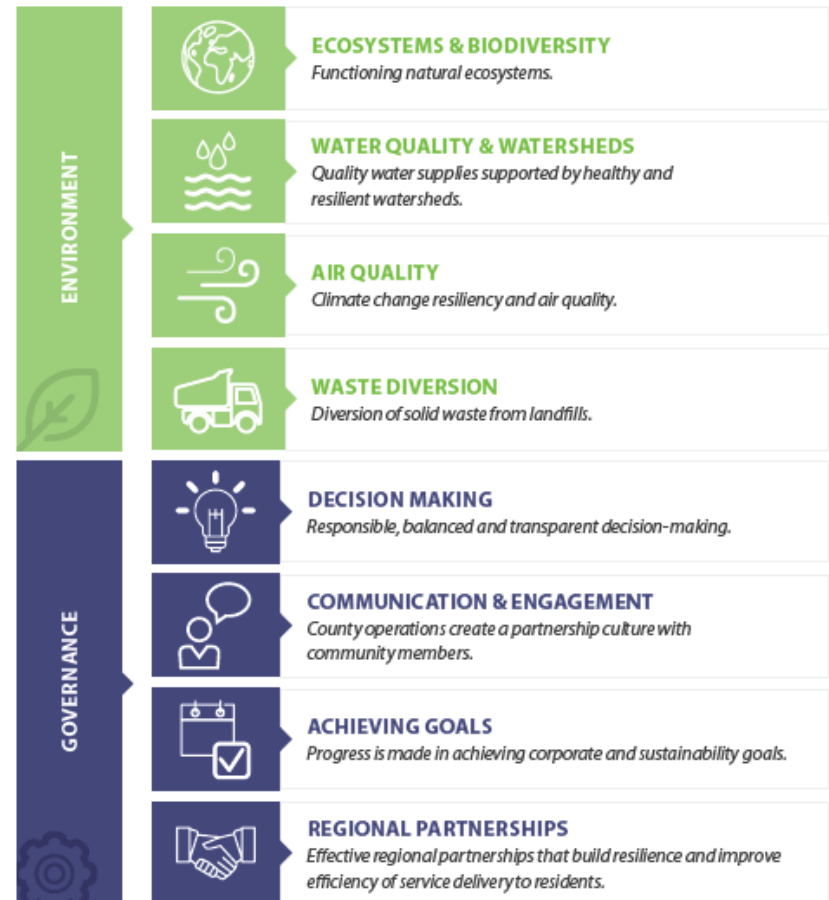 ENVIRONMENT
ECOSYSTEMS & BIODIVERSITY
Functioning natural ecosystems.
WATER QUALITY & WATERSHEDS
Quality water supplies supported by healthy and
resilient watersheds.
AIR QUALITY
Climate change resiliency and air quality.
WASTE DIVERSION
Diversion of solid waste from landfills.
GOVERNANCE
DECISION MAKING
Responsible, balanced and transparent decision-making.
COMMUNICATION & ENGAGEMENT
County operations create a partnership culture with
community members.
ACHIEVING GOALS
Progress is made in achieving corporate and sustainability goals.
REGIONAL PARTNERSHIPS
Effective regional partnerships that build resilience and improve
efficiency of service delivery to residents.